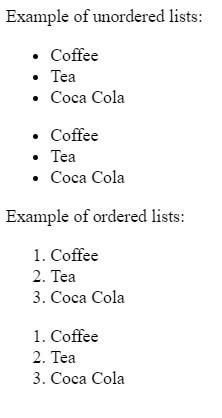 Example of unordered lists:
• Coffee
• Tea
• Coca Cola
• Coffee
• Tea
• Coca Cola
Example of ordered lists:
1. Coffee
2. Tea
3. Coca Cola
1. Coffee
2. Tea
3. Coca Cola